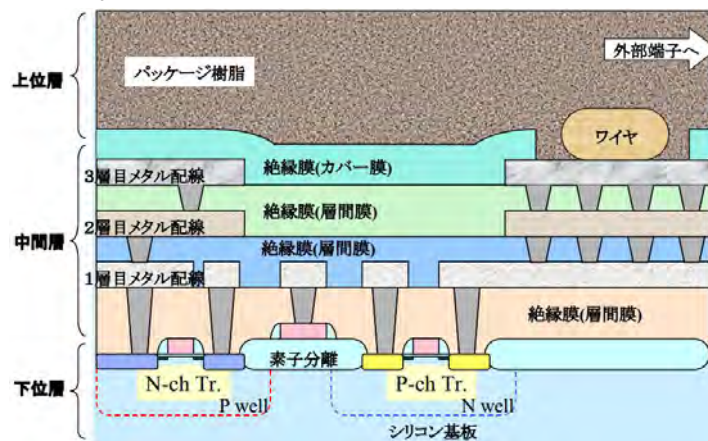 上位層
パッケージ樹脂
外部端子へ
ワイヤ
絶縁膜(カバー膜)
3層目メタル配線
絶縁膜(層間膜)
2層目メタル配線
中間層
絶縁膜(層間膜)
1層目メタル配線
絶縁膜(層間膜)
素子分離
下位層
N-ch Tr.
P-ch Tr.
P well
N well
シリコン基板